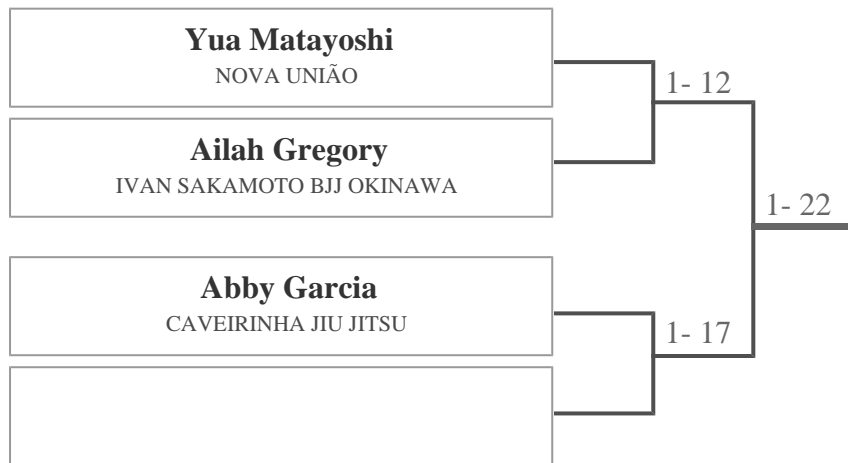 Yua Matayoshi
NOVA UNIÃO
1- 12
Ailah Gregory
IVAN SAKAMOTO BJJ OKINAWA
1- 22
Abby Garcia
CAVEIRINHA JIU JITSU
1- 17